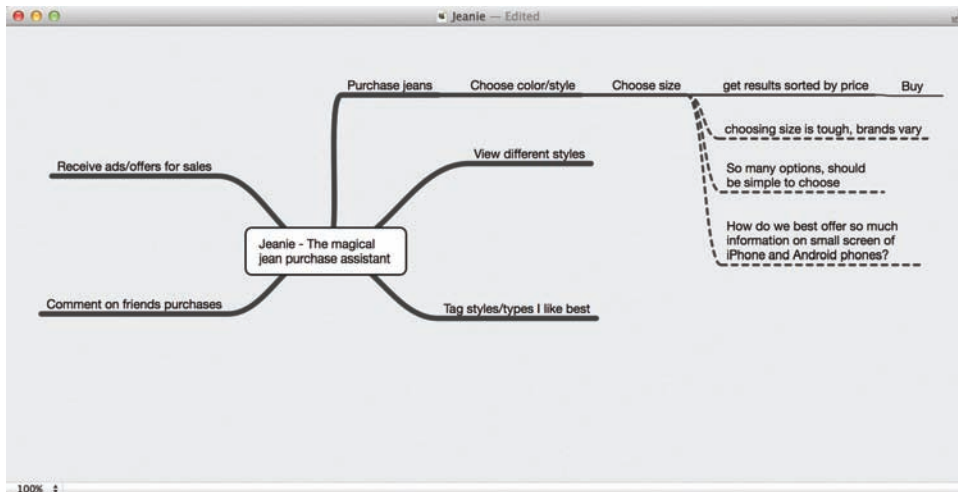 Jeanie — Edited
Purchase jeans
Choose color/style
Choose size
get results sorted by price
Buy
choosing size is tough, brands vary
Receive ads/offers for sales
View different styles
So many options, should
be simple to choose
How do we best offer so much
information on small screen of
iPhone and Android phones?
Jeanie - The magical
jean purchase assistant
Comment on friends purchases
Tag styles/types I like best
100%